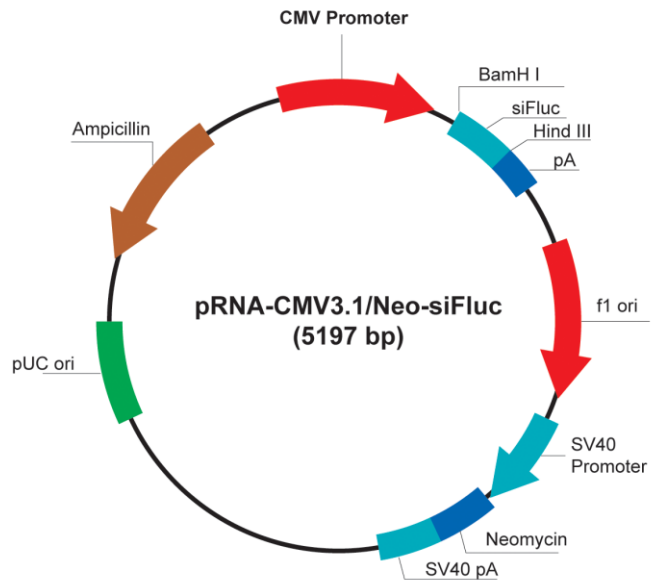 CMV Promoter
BamH I
siFluc
Hind III
pA
Ampicillin
pRNA-CMV3.1/Neo-siFluc
(5197 bp)
f1 ori
pUC ori
SV40
Promoter
Neomycin
SV40 pA